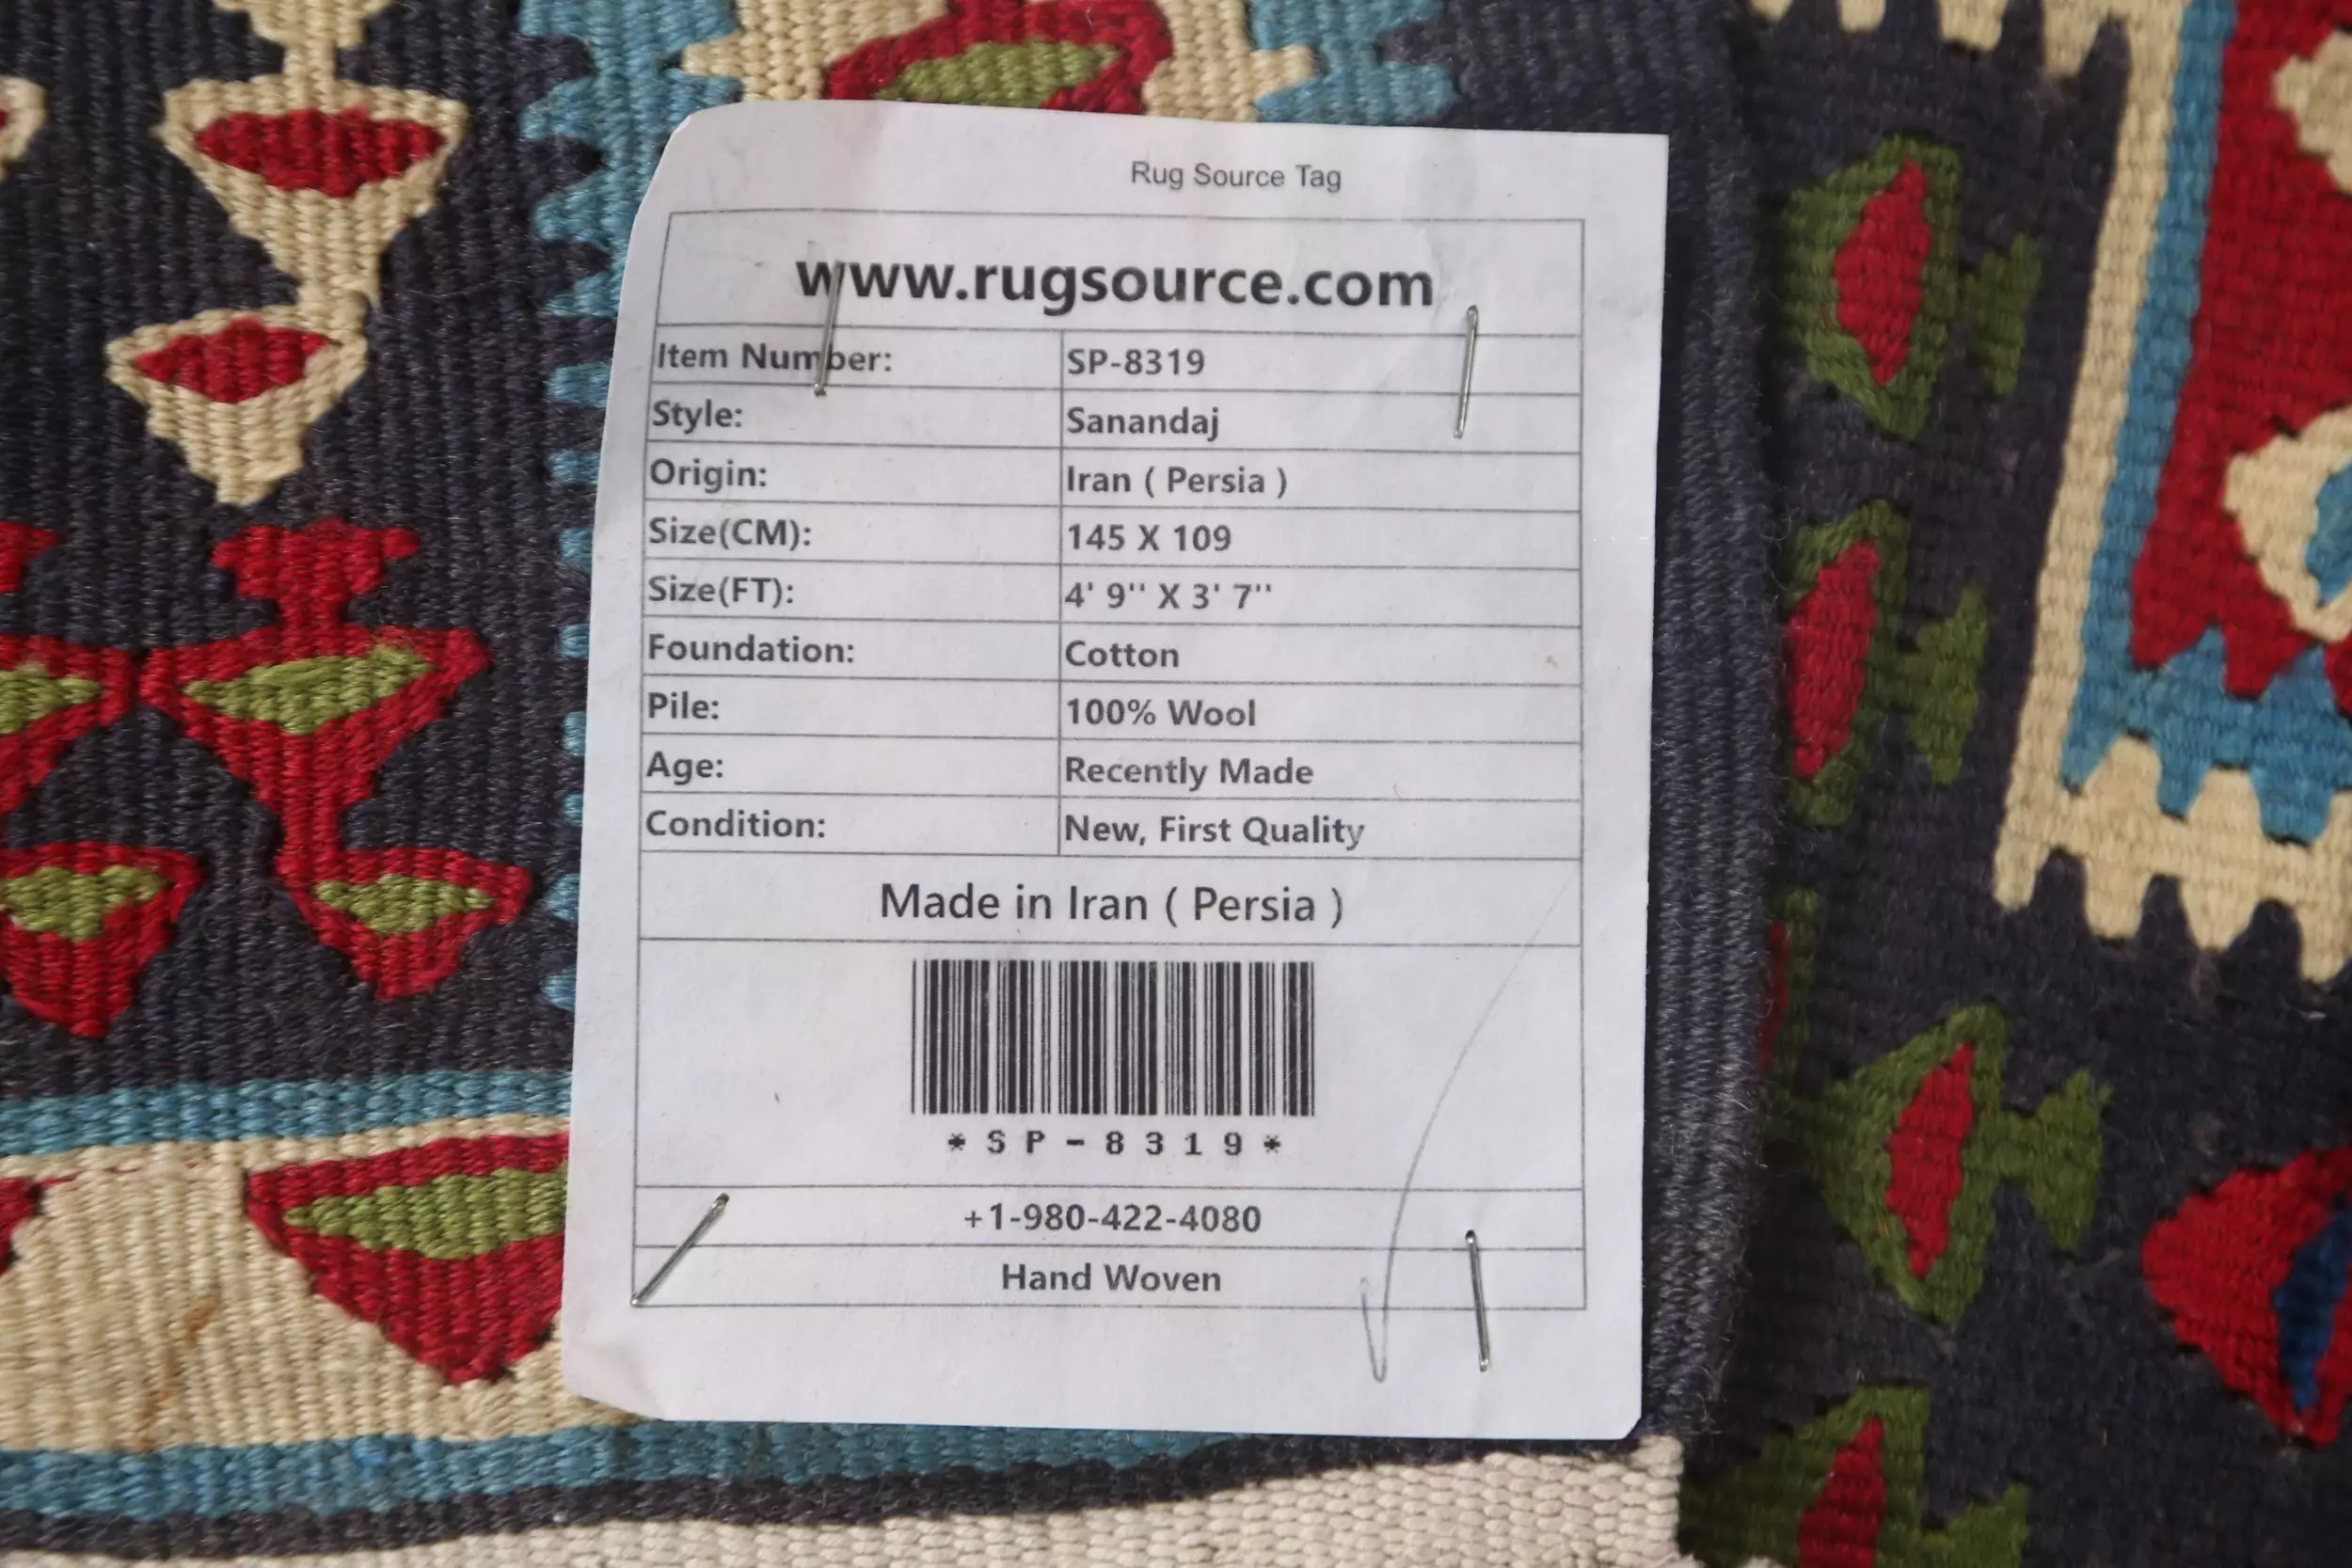 Rug Source Tag
www.rugsource.com
Item Number: SP-8319
Style: Sanandaj
Origin: Iran ( Persia )
Size(CM): 145 X 109
Size(FT): 4' 9'' X 3' 7''
Foundation: Cotton
Pile: 100% Wool
Age: Recently Made
Condition: New, First Quality
Made in Iran ( Persia )
*SP-8319*
+1-980-422-4080
Hand Woven